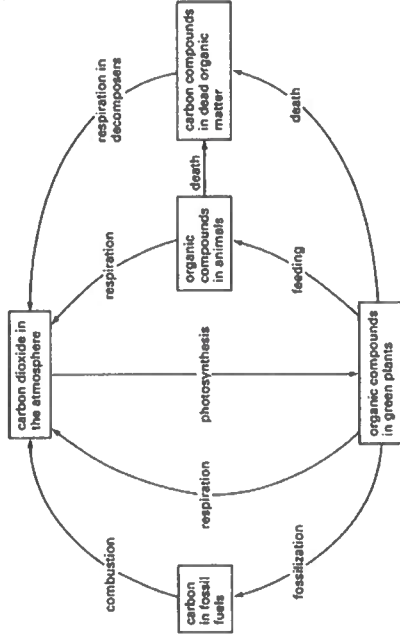 carbon dioxide in
the atmosphere
combustion
respiration
photosynthesis
respiration
respiration in
decomposers
carbon
in fossil
fuels
organic
compounds
in animals
death
carbon compounds
in dead organic
matter
fossilization
feeding
death
organic compounds
in green plants